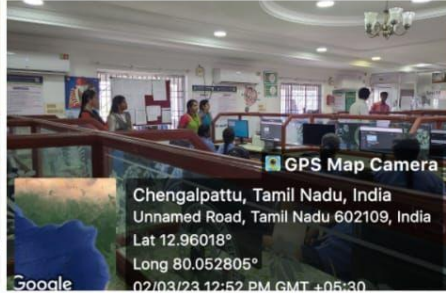 GPS Map Camera
Chengalpattu, Tamil Nadu, India
Unnamed Road, Tamil Nadu 602109, India
Lat 12.96018°
Long 80.052805°
02/03/23 12:52 PM GMT +05:30
Google